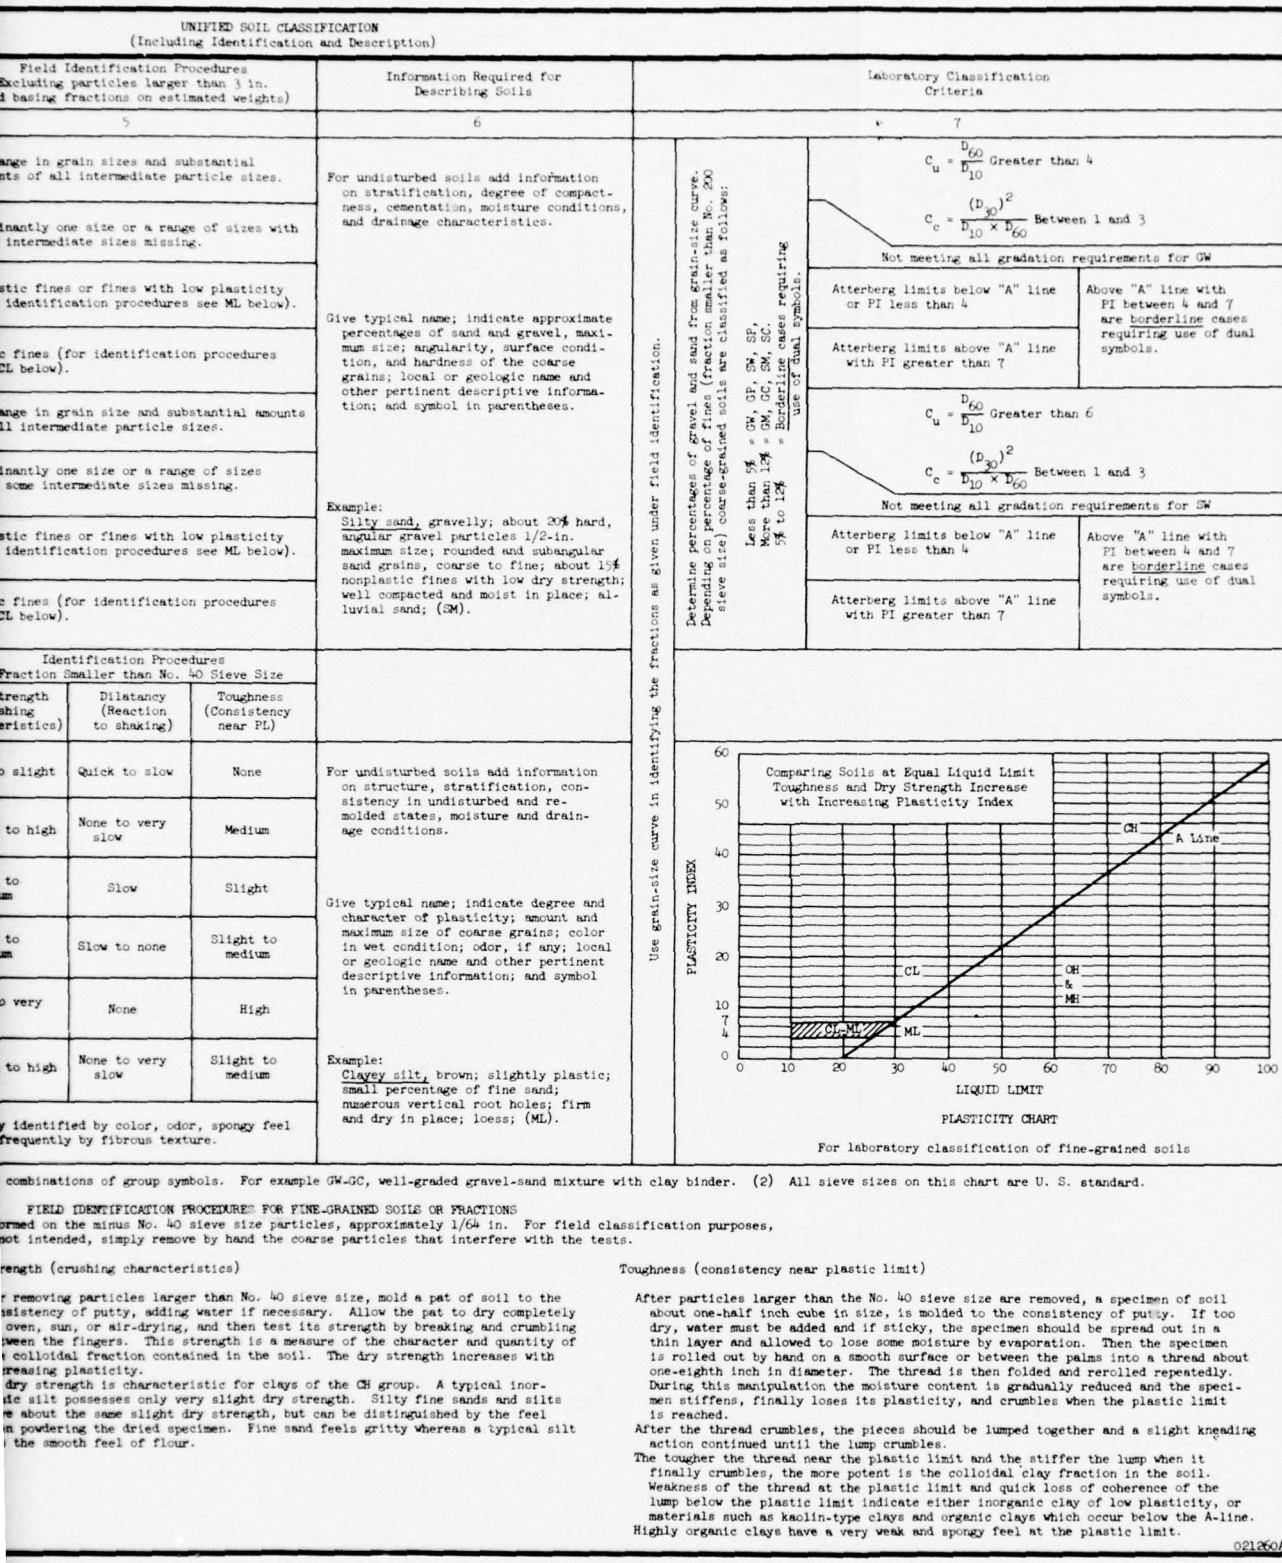 UNIFIED SOIL CLASSIFICATION
(Including Identification and Description)
Field Identification Procedures
Excluding particles larger than 3 in.
d basing fractions on estimated weights)
Information Required for
Describing Soils
Laboratory Classification
Criteria
5
6
7
ange in grain sizes and substantial
nts of all intermediate particle sizes.
inantly one size or a range of sizes with
intermediate sizes missing.
stic fines or fines with low plasticity
identification procedures see ML below).
c fines (for identification procedures
CL below).
ange in grain size and substantial amounts
ll intermediate particle sizes.
inantly one size or a range of sizes
some intermediate sizes missing.
stic fines or fines with low plasticity
identification procedures see ML below).
c fines (for identification procedures
CL below).
For undisturbed soils add information
on stratification, degree of compact-
ness, cementation, moisture conditions,
and drainage characteristics.
Give typical name; indicate approximate
percentages of sand and gravel, maxi-
mum size; angularity, surface condi-
tion, and hardness of the coarse
grains; local or geologic name and
other pertinent descriptive informa-
tion; and symbol in parentheses.
Example:
Silty sand, gravelly; about 20% hard,
angular gravel particles 1/2-in.
maximum size; rounded and subangular
sand grains, coarse to fine; about 15%
nonplastic fines with low dry strength;
well compacted and moist in place; al-
luvial sand; (SM).
Use grain-size curve in identifying the fractions as given under field identification.
Determine percentages of gravel and sand from grain-size curve.
Depending on percentage of fines (fraction smaller than No. 200
sieve size) coarse-grained soils are classified as follows:
Less than 5% = GW, GP, SW, SP.
More than 12% = GM, GC, SM, SC.
5% to 12% = Borderline cases requiring
use of dual symbols.
Cu = D60/D10 Greater than 4
Cc = (D30)²/(D10 × D60) Between 1 and 3
Not meeting all gradation requirements for GW
Atterberg limits below "A" line
or PI less than 4
Atterberg limits above "A" line
with PI greater than 7
Above "A" line with
PI between 4 and 7
are borderline cases
requiring use of dual
symbols.
Cu = D60/D10 Greater than 6
Cc = (D30)²/(D10 × D60) Between 1 and 3
Not meeting all gradation requirements for SW
Atterberg limits below "A" line
or PI less than 4
Atterberg limits above "A" line
with PI greater than 7
Above "A" line with
PI between 4 and 7
are borderline cases
requiring use of dual
symbols.
Identification Procedures
Fraction Smaller than No. 40 Sieve Size
trength
shing
eristics)
Dilatancy
(Reaction
to shaking)
Toughness
(Consistency
near PL)
o slight
Quick to slow
None
to high
None to very
slow
Medium
to
um
Slow
Slight
to
um
Slow to none
Slight to
medium
o very
None
High
to high
None to very
slow
Slight to
medium
y identified by color, odor, spongy feel
frequently by fibrous texture.
For undisturbed soils add information
on structure, stratification, con-
sistency in undisturbed and re-
molded states, moisture and drain-
age conditions.
Give typical name; indicate degree and
character of plasticity; amount and
maximum size of coarse grains; color
in wet condition; odor, if any; local
or geologic name and other pertinent
descriptive information; and symbol
in parentheses.
Example:
Clayey silt, brown; slightly plastic;
small percentage of fine sand;
numerous vertical root holes; firm
and dry in place; loess; (ML).
Comparing Soils at Equal Liquid Limit
Toughness and Dry Strength Increase
with Increasing Plasticity Index
PLASTICITY INDEX
60
50
40
30
20
10
7
4
0
CH
A Line
CL
OH
&
MH
CL-ML
ML
0 10 20 30 40 50 60 70 80 90 100
LIQUID LIMIT
PLASTICITY CHART
For laboratory classification of fine-grained soils
combinations of group symbols. For example GW-GC, well-graded gravel-sand mixture with clay binder. (2) All sieve sizes on this chart are U. S. standard.
FIELD IDENTIFICATION PROCEDURES FOR FINE-GRAINED SOILS OR FRACTIONS
ormed on the minus No. 40 sieve size particles, approximately 1/64 in. For field classification purposes,
not intended, simply remove by hand the coarse particles that interfere with the tests.
rength (crushing characteristics)
r removing particles larger than No. 40 sieve size, mold a pat of soil to the
nsistency of putty, adding water if necessary. Allow the pat to dry completely
oven, sun, or air-drying, and then test its strength by breaking and crumbling
tween the fingers. This strength is a measure of the character and quantity of
colloidal fraction contained in the soil. The dry strength increases with
creasing plasticity.
dry strength is characteristic for clays of the CH group. A typical inor-
nic silt possesses only very slight dry strength. Silty fine sands and silts
ve about the same slight dry strength, but can be distinguished by the feel
n powdering the dried specimen. Fine sand feels gritty whereas a typical silt
the smooth feel of flour.
Toughness (consistency near plastic limit)
After particles larger than the No. 40 sieve size are removed, a specimen of soil
about one-half inch cube in size, is molded to the consistency of putty. If too
dry, water must be added and if sticky, the specimen should be spread out in a
thin layer and allowed to lose some moisture by evaporation. Then the specimen
is rolled out by hand on a smooth surface or between the palms into a thread about
one-eighth inch in diameter. The thread is then folded and rerolled repeatedly.
During this manipulation the moisture content is gradually reduced and the speci-
men stiffens, finally loses its plasticity, and crumbles when the plastic limit
is reached.
After the thread crumbles, the pieces should be lumped together and a slight kneading
action continued until the lump crumbles.
The tougher the thread near the plastic limit and the stiffer the lump when it
finally crumbles, the more potent is the colloidal clay fraction in the soil.
Weakness of the thread at the plastic limit and quick loss of coherence of the
lump below the plastic limit indicate either inorganic clay of low plasticity, or
materials such as kaolin-type clays and organic clays which occur below the A-line.
Highly organic clays have a very weak and spongy feel at the plastic limit.
021260A